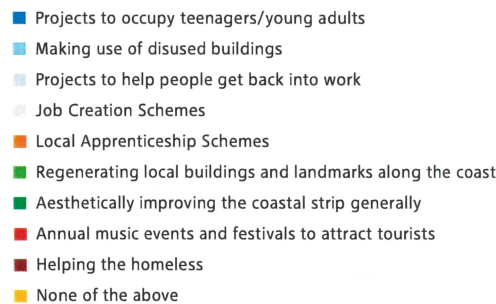 Projects to occupy teenagers/young adults
Making use of disused buildings
Projects to help people get back into work
Job Creation Schemes
Local Apprenticeship Schemes
Regenerating local buildings and landmarks along the coast
Aesthetically improving the coastal strip generally
Annual music events and festivals to attract tourists
Helping the homeless
None of the above